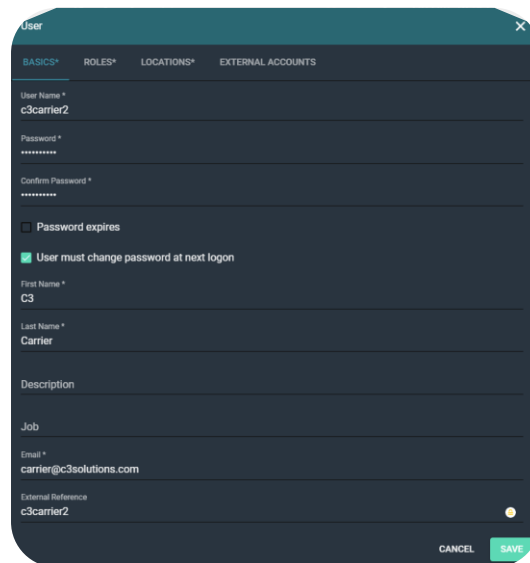 User
BASICS* ROLES* LOCATIONS* EXTERNAL ACCOUNTS
User Name *
c3carrier2
Password *
••••••••••
Confirm Password *
••••••••••
Password expires
User must change password at next logon
First Name *
C3
Last Name *
Carrier
Description
Job
Email *
carrier@c3solutions.com
External Reference
c3carrier2
CANCEL SAVE